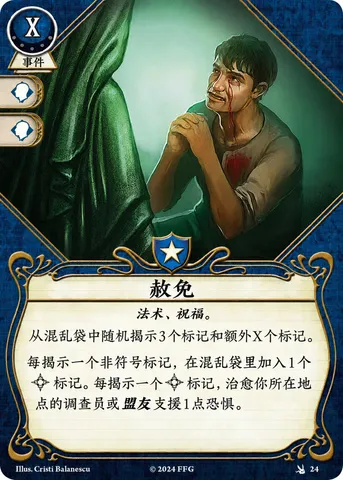 X
事件
赦免
法术、祝福。
从混乱袋中随机揭示3个标记和额外X个标记。
每揭示一个非符号标记，在混乱袋里加入1个
标记。每揭示一个标记，治愈你所在地
点的调查员或盟友支援1点恐惧。
Illus. Cristi Balanescu
© 2024 FFG
24